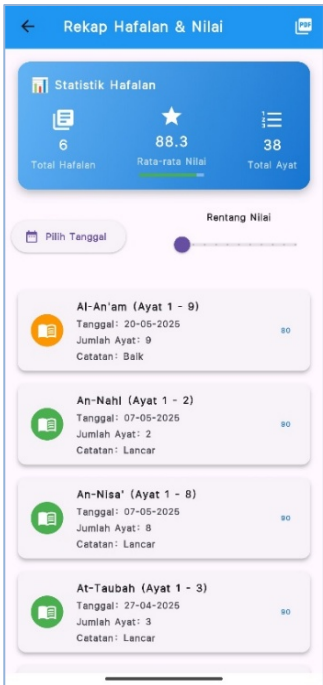 Rekap Hafalan & Nilai
PDF
Statistik Hafalan
6
Total Hafalan
88.3
Rata-rata Nilai
38
Total Ayat
Pilih Tanggal
Rentang Nilai
Al-An'am (Ayat 1 - 9)
Tanggal: 20-05-2025
Jumlah Ayat: 9
Catatan: Baik
80
An-Nahl (Ayat 1 - 2)
Tanggal: 07-05-2025
Jumlah Ayat: 2
Catatan: Lancar
90
An-Nisa' (Ayat 1 - 8)
Tanggal: 07-05-2025
Jumlah Ayat: 8
Catatan: Lancar
90
At-Taubah (Ayat 1 - 3)
Tanggal: 27-04-2025
Jumlah Ayat: 3
Catatan: Lancar
90